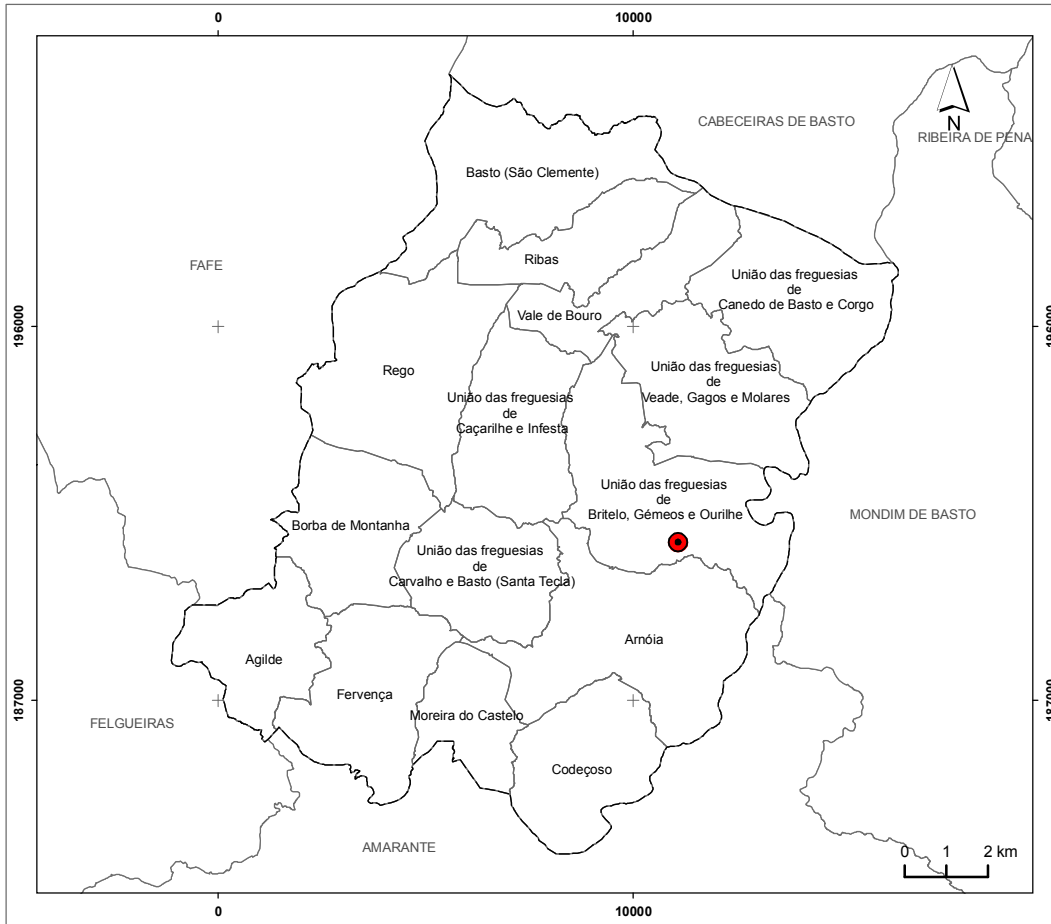 0
10000
CABECEIRAS DE BASTO
N
RIBEIRA DE PENA
Basto (São Clemente)
FAFE
Ribas
União das freguesias
de
Canedo de Basto e Corgo
196000
Vale de Bouro
196000
Rego
União das freguesias
de
Veade, Gagos e Molares
União das freguesias
de
Caçarilhe e Infesta
União das freguesias
de
Britelo, Gémeos e Ourilhe
MONDIM DE BASTO
Borba de Montanha
União das freguesias
de
Carvalho e Basto (Santa Tecla)
Arnóia
Agilde
Fervença
187000
Moreira do Castelo
187000
FELGUEIRAS
Codeçoso
AMARANTE
0 1 2 km
0
10000